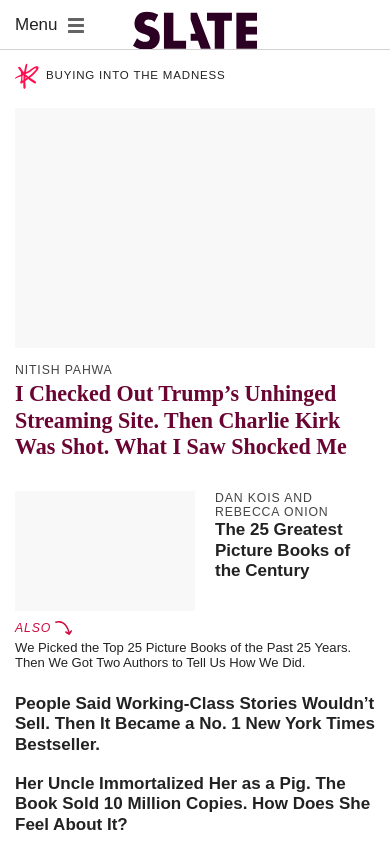 Menu
SLATE
BUYING INTO THE MADNESS
NITISH PAHWA
I Checked Out Trump’s Unhinged
Streaming Site. Then Charlie Kirk
Was Shot. What I Saw Shocked Me
DAN KOIS AND
REBECCA ONION
The 25 Greatest
Picture Books of
the Century
ALSO
We Picked the Top 25 Picture Books of the Past 25 Years.
Then We Got Two Authors to Tell Us How We Did.
People Said Working-Class Stories Wouldn’t
Sell. Then It Became a No. 1 New York Times
Bestseller.
Her Uncle Immortalized Her as a Pig. The
Book Sold 10 Million Copies. How Does She
Feel About It?